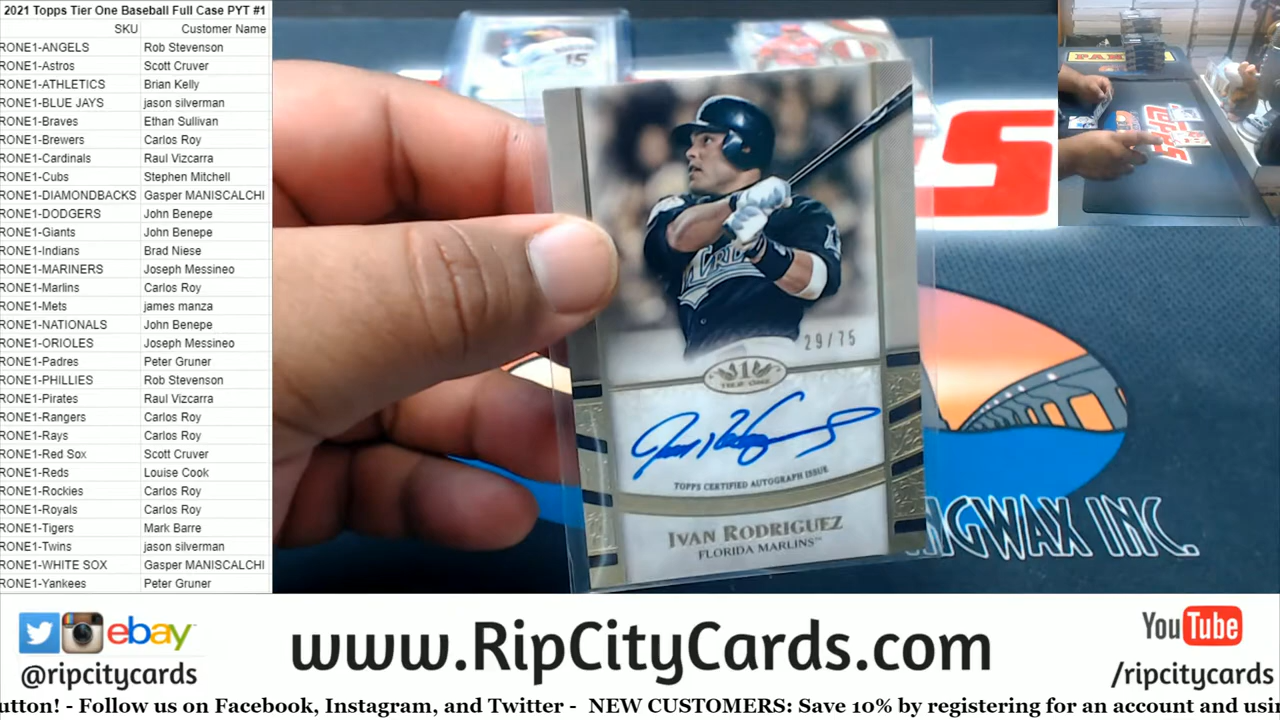 2021 Topps Tier One Baseball Full Case PYT #1
SKU Customer Name
RONE1-ANGELS Rob Stevenson
RONE1-Astros Scott Cruver
RONE1-ATHLETICS Brian Kelly
RONE1-BLUE JAYS jason silverman
RONE1-Braves Ethan Sullivan
RONE1-Brewers Carlos Roy
RONE1-Cardinals Raul Vizcarra
RONE1-Cubs Stephen Mitchell
RONE1-DIAMONDBACKS Gasper MANISCALCHI
RONE1-DODGERS John Benepe
RONE1-Giants John Benepe
RONE1-Indians Brad Niese
RONE1-MARINERS Joseph Messineo
RONE1-Marlins Carlos Roy
RONE1-Mets james manza
RONE1-NATIONALS John Benepe
RONE1-ORIOLES Joseph Messineo
RONE1-Padres Peter Gruner
RONE1-PHILLIES Rob Stevenson
RONE1-Pirates Raul Vizcarra
RONE1-Rangers Carlos Roy
RONE1-Rays Carlos Roy
RONE1-Red Sox Scott Cruver
RONE1-Reds Louise Cook
RONE1-Rockies Carlos Roy
RONE1-Royals Carlos Roy
RONE1-Tigers Mark Barre
RONE1-Twins jason silverman
RONE1-WHITE SOX Gasper MANISCALCHI
RONE1-Yankees Peter Gruner
15
S
29/75
1
TIER ONE
TOPPS CERTIFIED AUTOGRAPH ISSUE
IVAN RODRIGUEZ
FLORIDA MARLINS™
NGWAX INC.
ebay
@ripcitycards
www.RipCityCards.com
YouTube
/ripcitycards
utton! - Follow us on Facebook, Instagram, and Twitter - NEW CUSTOMERS: Save 10% by registering for an account and usi